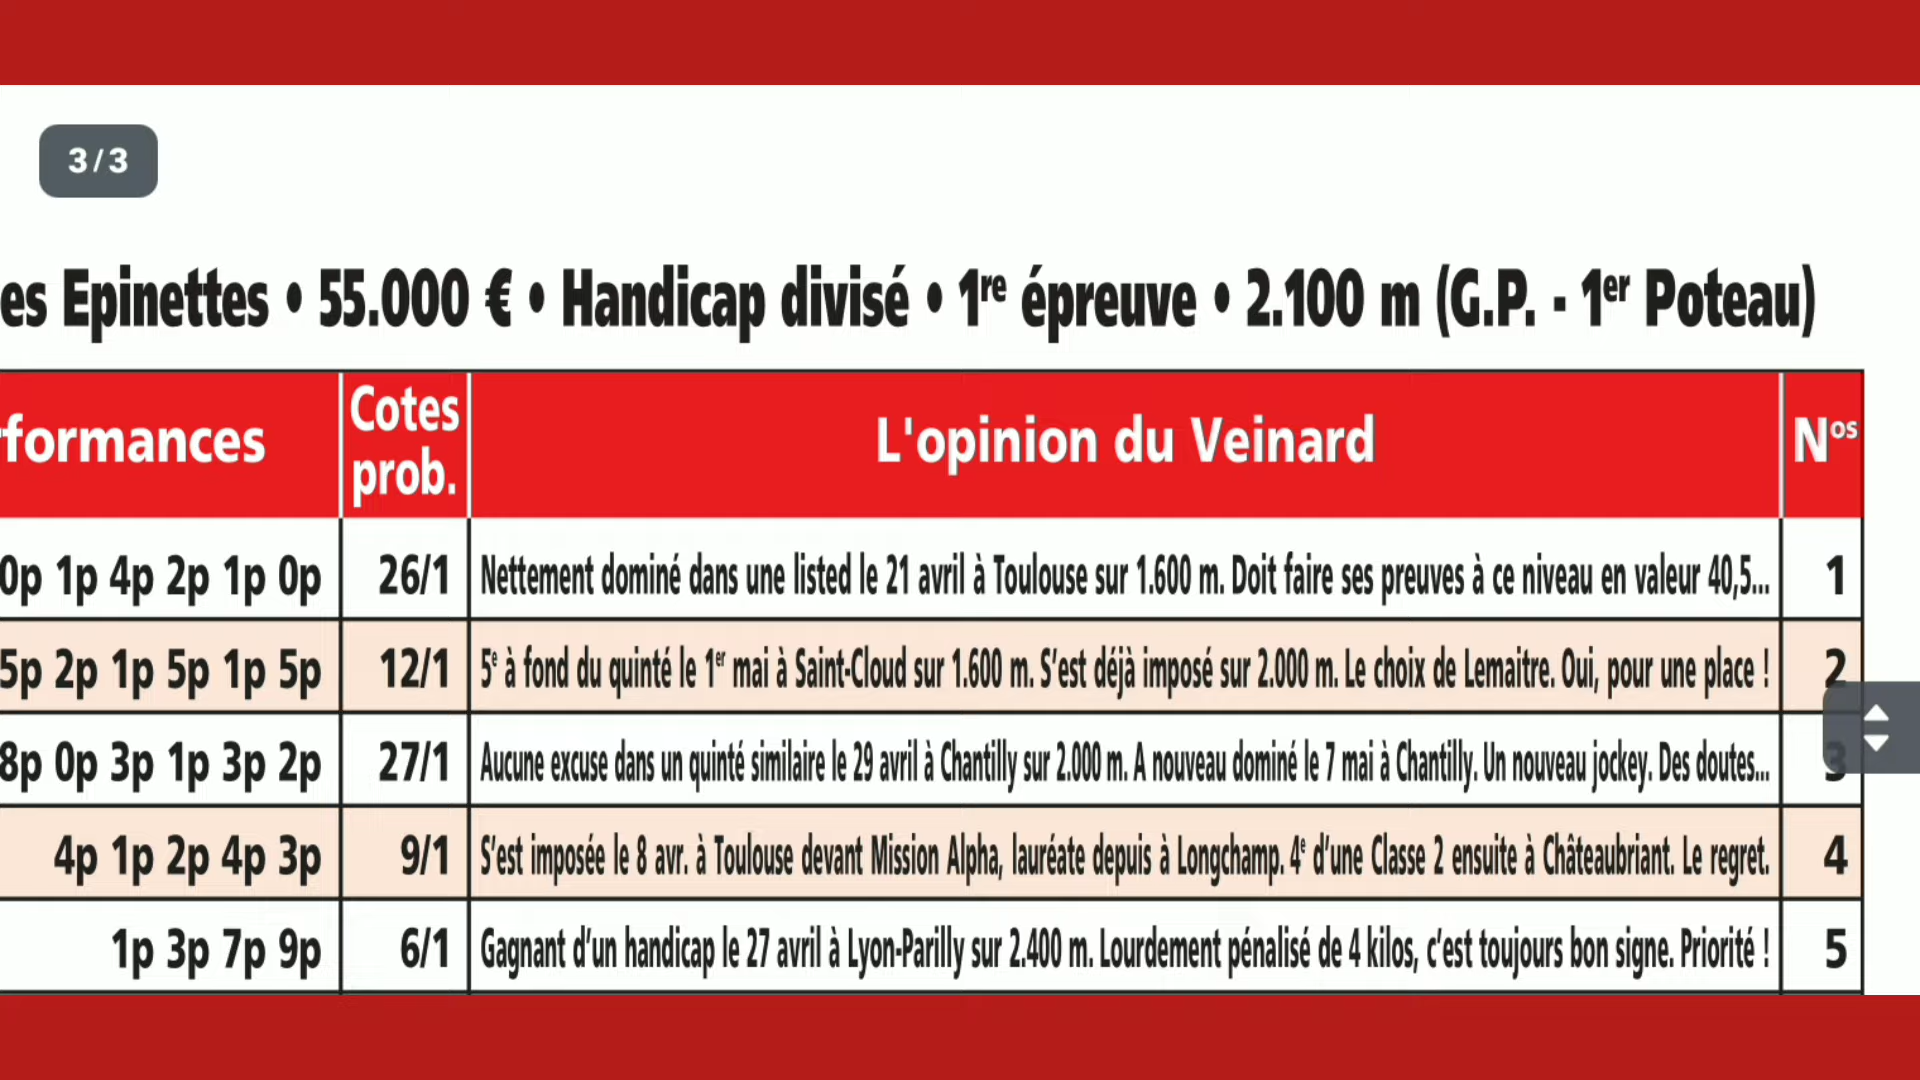 3/3
es Epinettes • 55.000 € • Handicap divisé • 1re épreuve • 2.100 m (G.P. - 1er Poteau)
rformances Cotes prob. L'opinion du Veinard Nos
0p 1p 4p 2p 1p 0p 26/1 Nettement dominé dans une listed le 21 avril à Toulouse sur 1.600 m. Doit faire ses preuves à ce niveau en valeur 40,5... 1
5p 2p 1p 5p 1p 5p 12/1 5e à fond du quinté le 1er mai à Saint-Cloud sur 1.600 m. S'est déjà imposé sur 2.000 m. Le choix de Lemaitre. Oui, pour une place ! 2
8p 0p 3p 1p 3p 2p 27/1 Aucune excuse dans un quinté similaire le 29 avril à Chantilly sur 2.000 m. A nouveau dominé le 7 mai à Chantilly. Un nouveau jockey. Des doutes... 3
4p 1p 2p 4p 3p 9/1 S'est imposée le 8 avr. à Toulouse devant Mission Alpha, lauréate depuis à Longchamp. 4e d'une Classe 2 ensuite à Châteaubriant. Le regret. 4
1p 3p 7p 9p 6/1 Gagnant d'un handicap le 27 avril à Lyon-Parilly sur 2.400 m. Lourdement pénalisé de 4 kilos, c'est toujours bon signe. Priorité ! 5